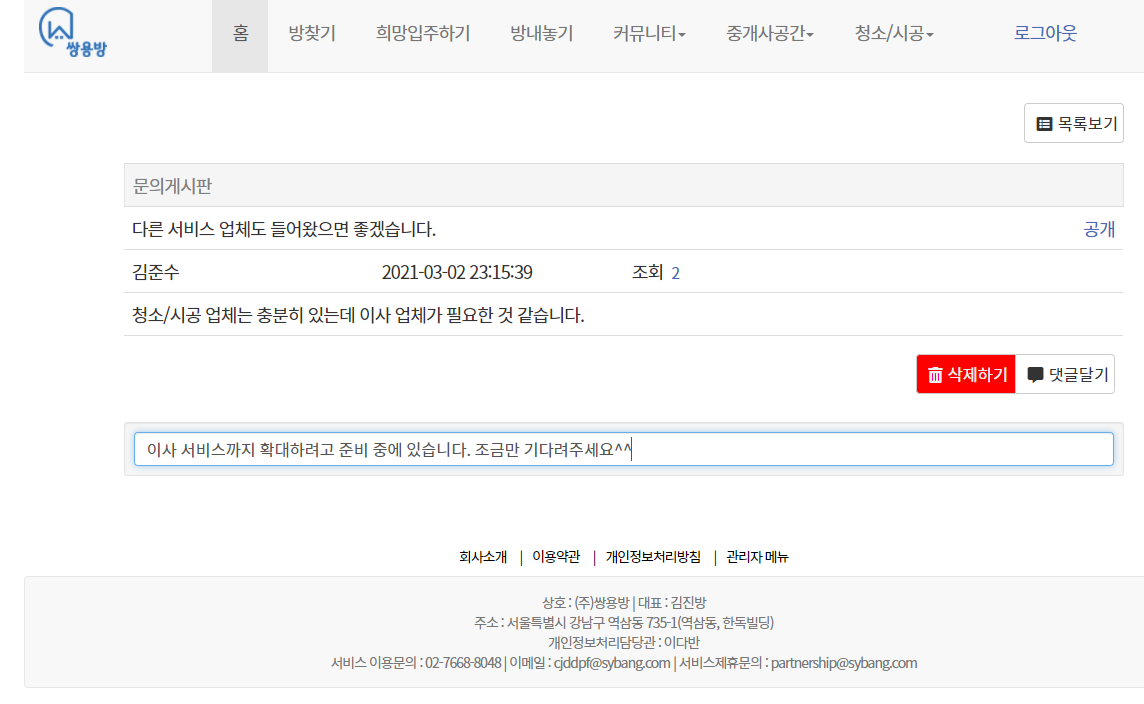 쌍용방
홈 방찾기 희망입주하기 방내놓기 커뮤니티 중개사공간 청소/시공 로그아웃
목록보기
문의게시판
다른 서비스 업체도 들어왔으면 좋겠습니다. 공개
김준수 2021-03-02 23:15:39 조회 2
청소/시공 업체는 충분히 있는데 이사 업체가 필요한 것 같습니다.
삭제하기 댓글달기
이사 서비스까지 확대하려고 준비 중에 있습니다. 조금만 기다려주세요^^
회사소개 | 이용약관 | 개인정보처리방침 | 관리자 메뉴
상호 : (주)쌍용방 | 대표 : 김진방
주소 : 서울특별시 강남구 역삼동 735-1(역삼동, 한독빌딩)
개인정보처리담당관 : 이다반
서비스 이용문의 : 02-7668-8048 | 이메일 : cjddpf@sybang.com | 서비스제휴문의 : partnership@sybang.com